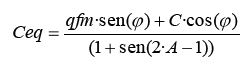 Ceq = qfm·sen(φ) + C·cos(φ) / (1 + sen(2·A − 1))